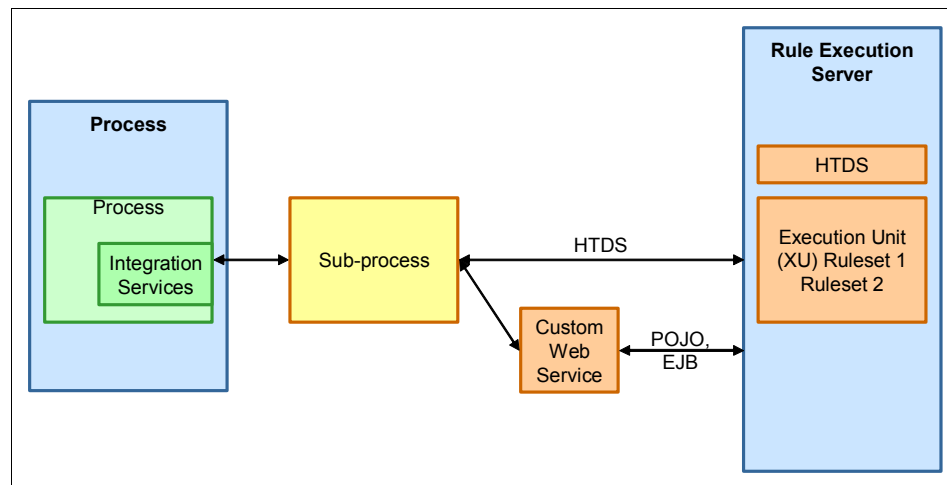 Process
Process
Integration
Services
Sub-process
HTDS
Custom
Web
Service
POJO,
EJB
Rule Execution
Server
HTDS
Execution Unit
(XU) Ruleset 1
Ruleset 2